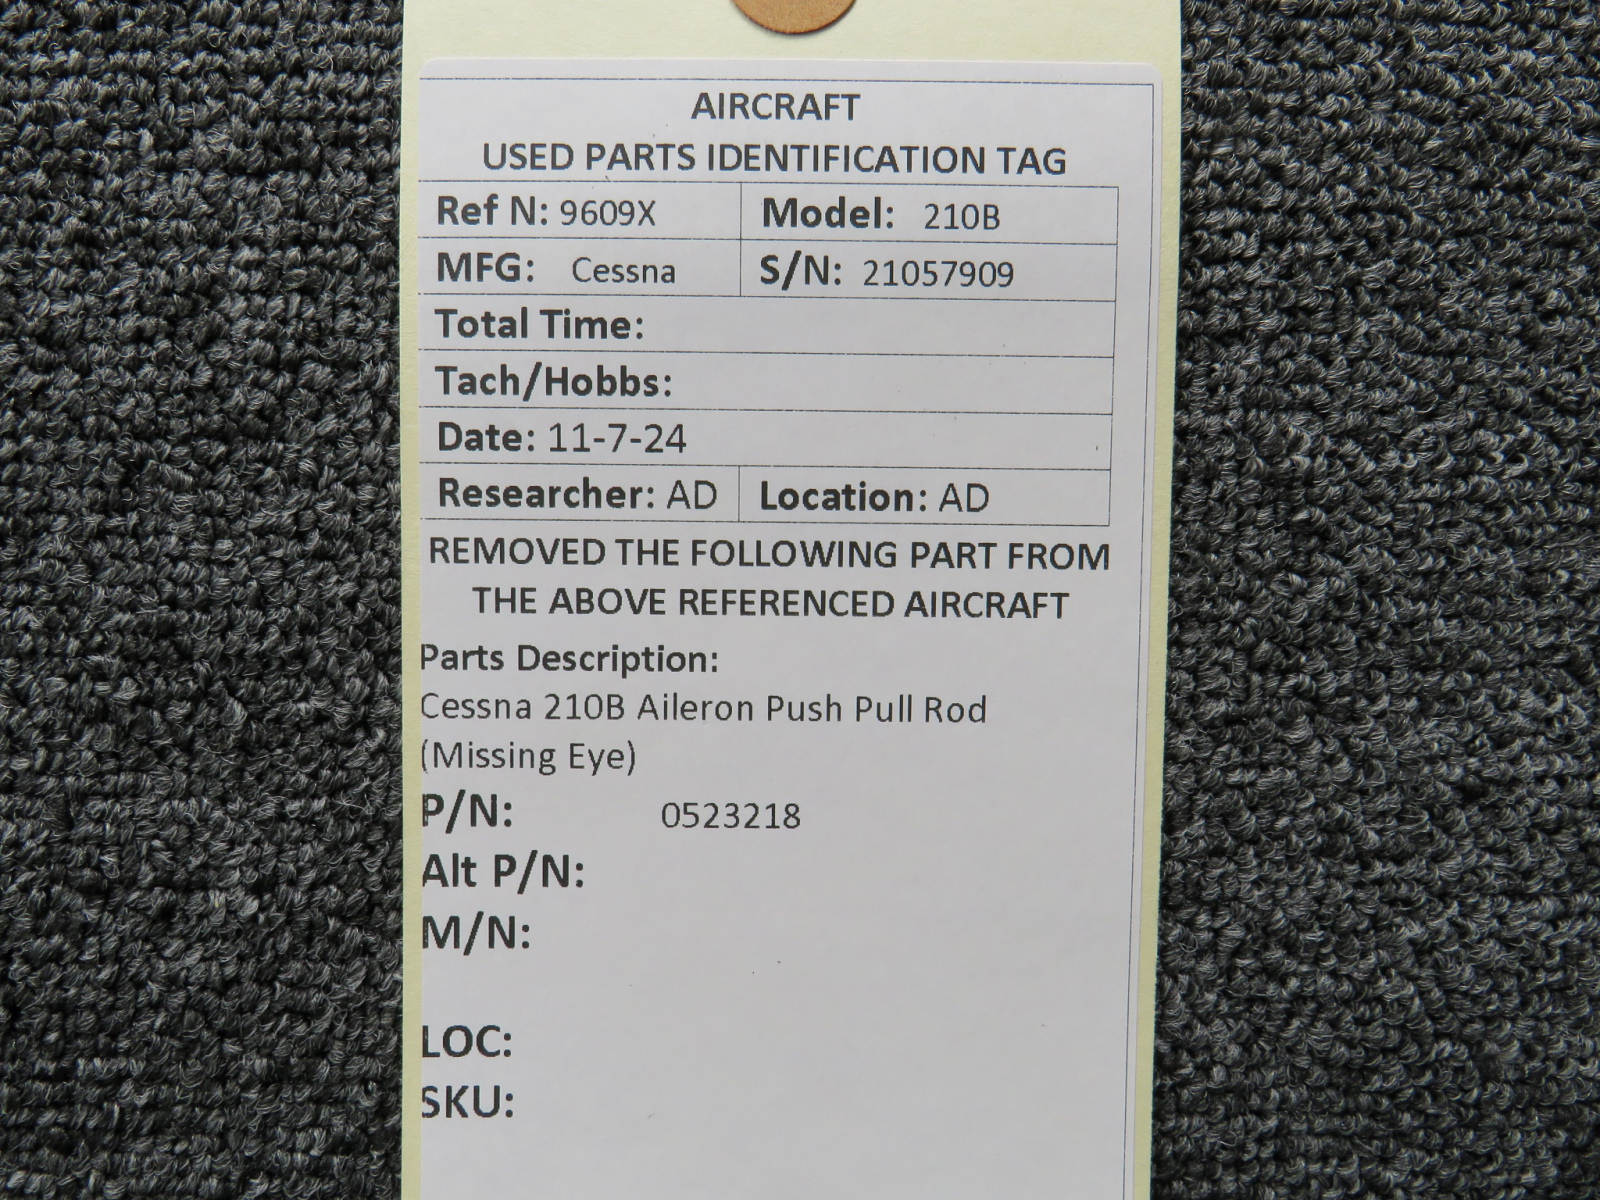 AIRCRAFT
USED PARTS IDENTIFICATION TAG
Ref N: 9609X Model: 210B
MFG: Cessna S/N: 21057909
Total Time:
Tach/Hobbs:
Date: 11-7-24
Researcher: AD Location: AD
REMOVED THE FOLLOWING PART FROM
THE ABOVE REFERENCED AIRCRAFT
Parts Description:
Cessna 210B Aileron Push Pull Rod
(Missing Eye)
P/N: 0523218
Alt P/N:
M/N:
LOC:
SKU: